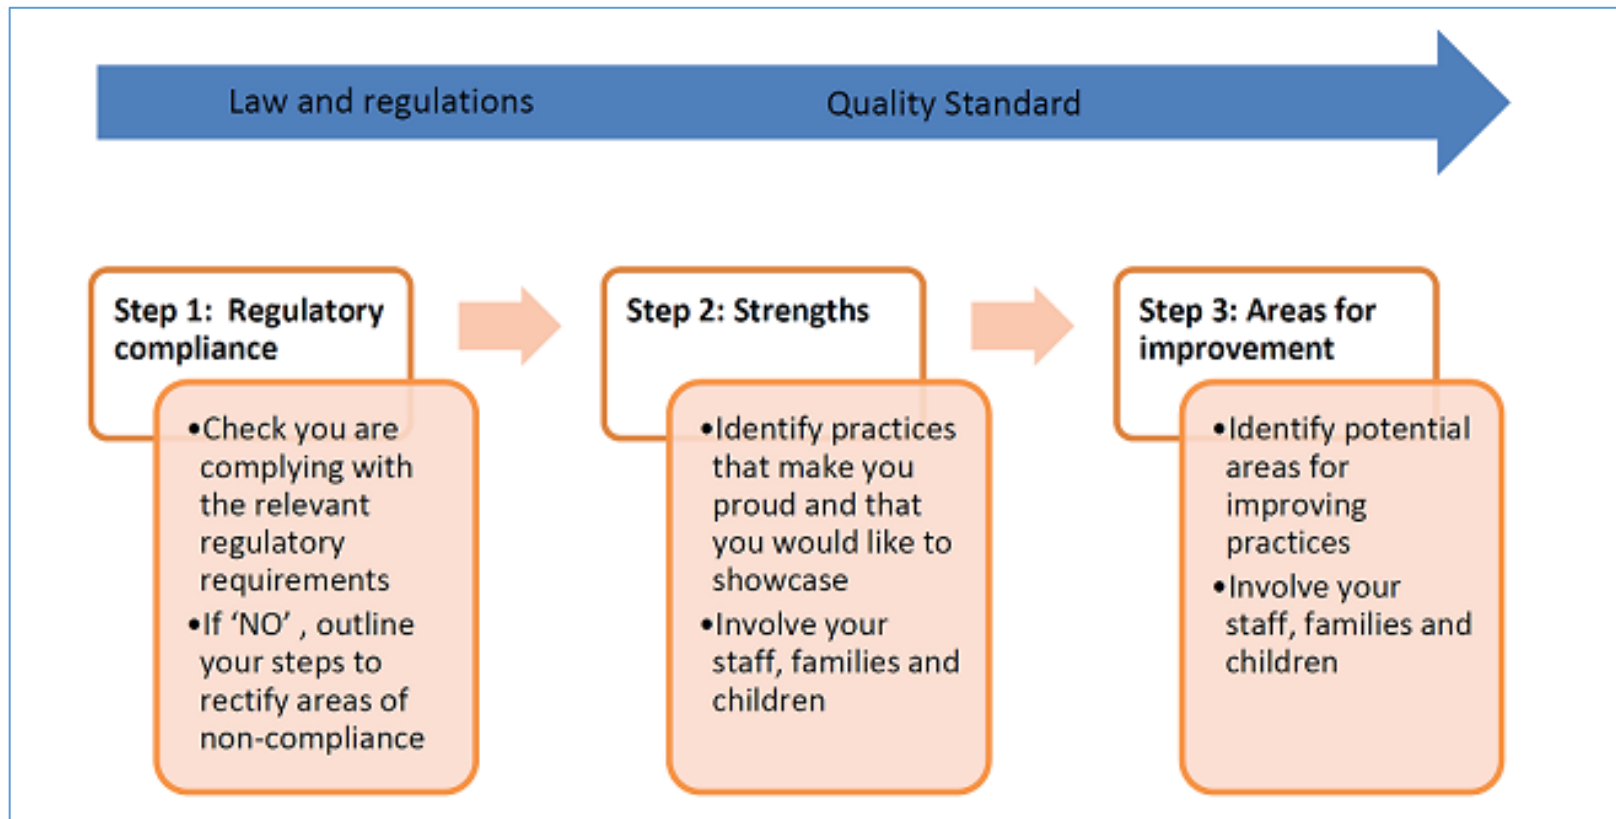 Law and regulations
Quality Standard
Step 1: Regulatory
compliance
•Check you are
complying with
the relevant
regulatory
requirements
•If ‘NO’ , outline
your steps to
rectify areas of
non-compliance
Step 2: Strengths
•Identify practices
that make you
proud and that
you would like to
showcase
•Involve your
staff, families and
children
Step 3: Areas for
improvement
•Identify potential
areas for
improving
practices
•Involve your
staff, families and
children